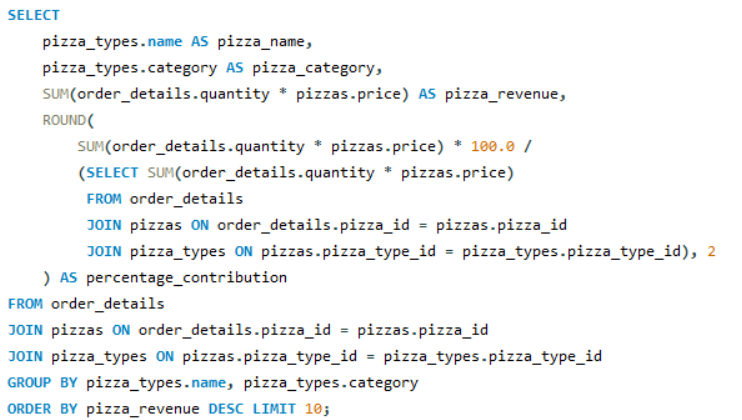 SELECT
    pizza_types.name AS pizza_name,
    pizza_types.category AS pizza_category,
    SUM(order_details.quantity * pizzas.price) AS pizza_revenue,
    ROUND(
        SUM(order_details.quantity * pizzas.price) * 100.0 /
        (SELECT SUM(order_details.quantity * pizzas.price)
         FROM order_details
         JOIN pizzas ON order_details.pizza_id = pizzas.pizza_id
         JOIN pizza_types ON pizzas.pizza_type_id = pizza_types.pizza_type_id), 2
    ) AS percentage_contribution
FROM order_details
JOIN pizzas ON order_details.pizza_id = pizzas.pizza_id
JOIN pizza_types ON pizzas.pizza_type_id = pizza_types.pizza_type_id
GROUP BY pizza_types.name, pizza_types.category
ORDER BY pizza_revenue DESC LIMIT 10;